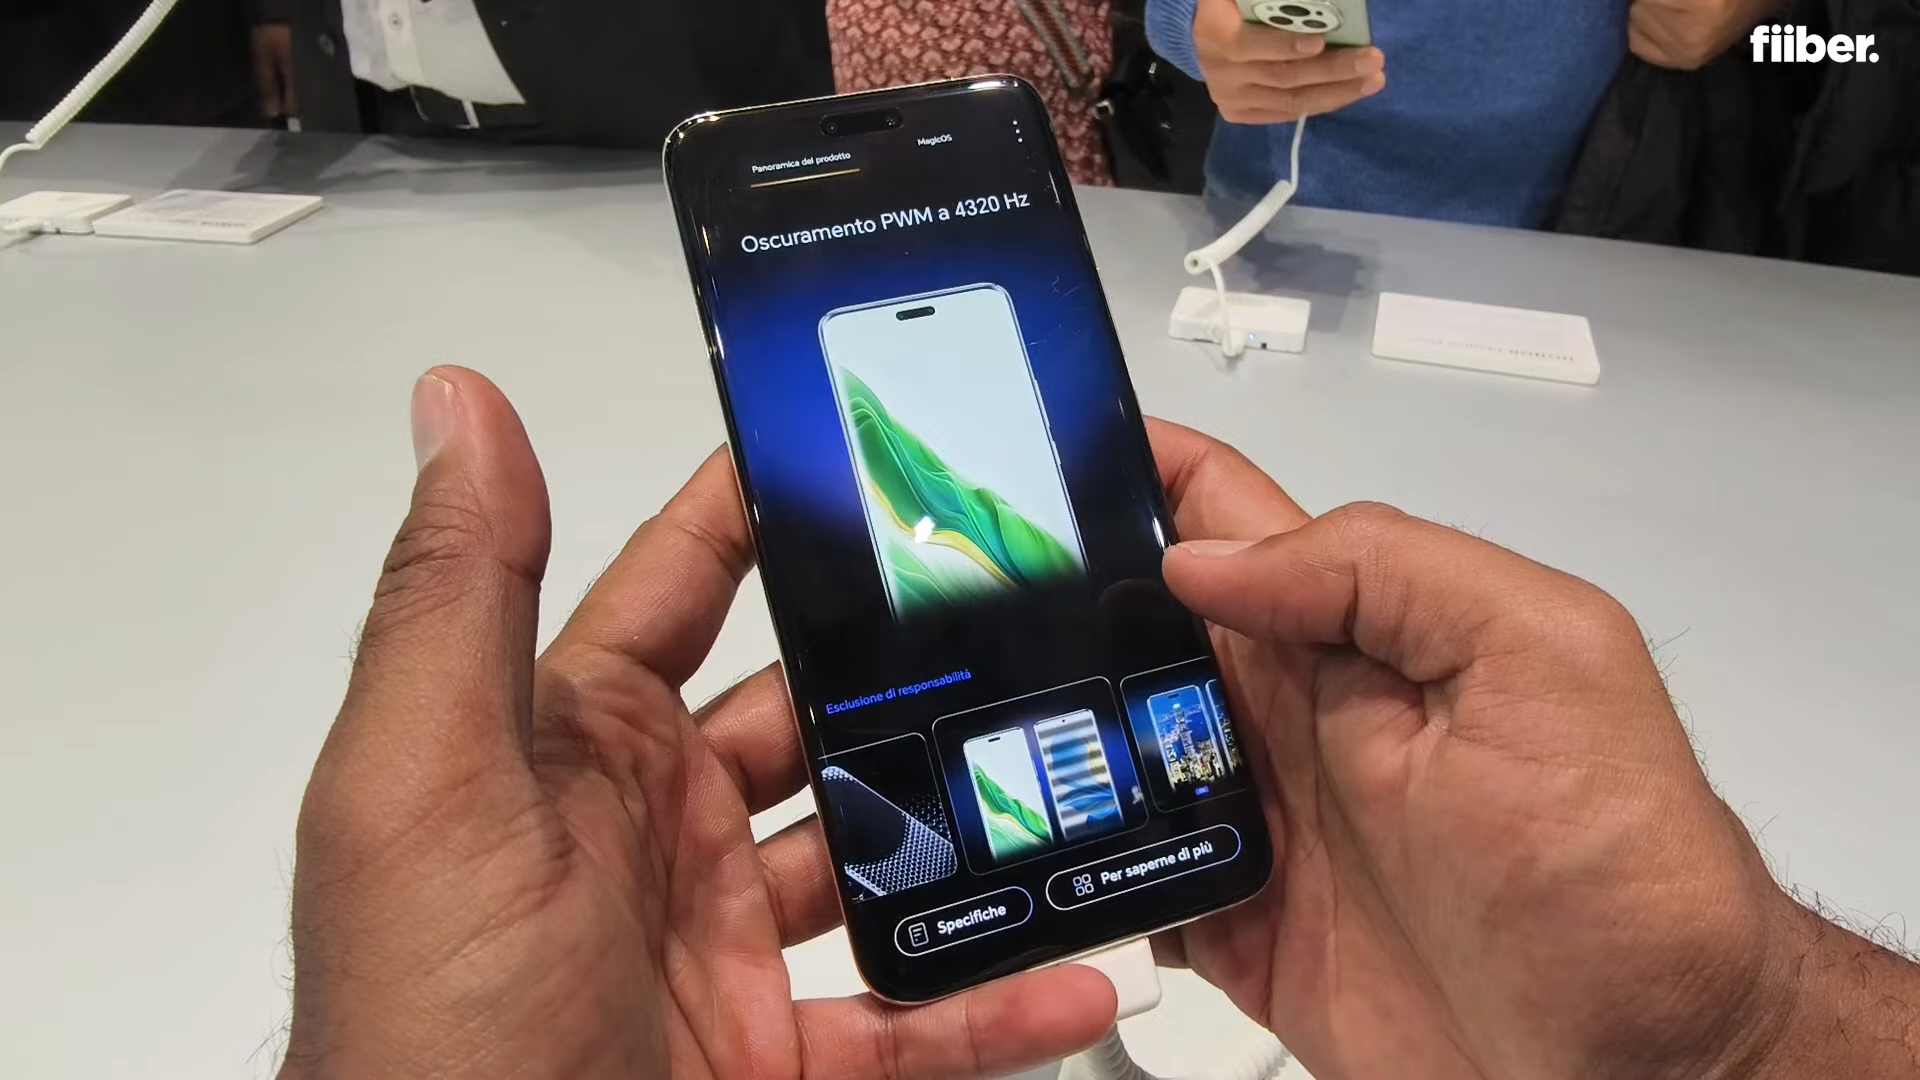 fiiber.
Panoramica del prodotto
MagicOS
Oscuramento PWM a 4320 Hz
Esclusione di responsabilità
Specifiche
Per saperne di più